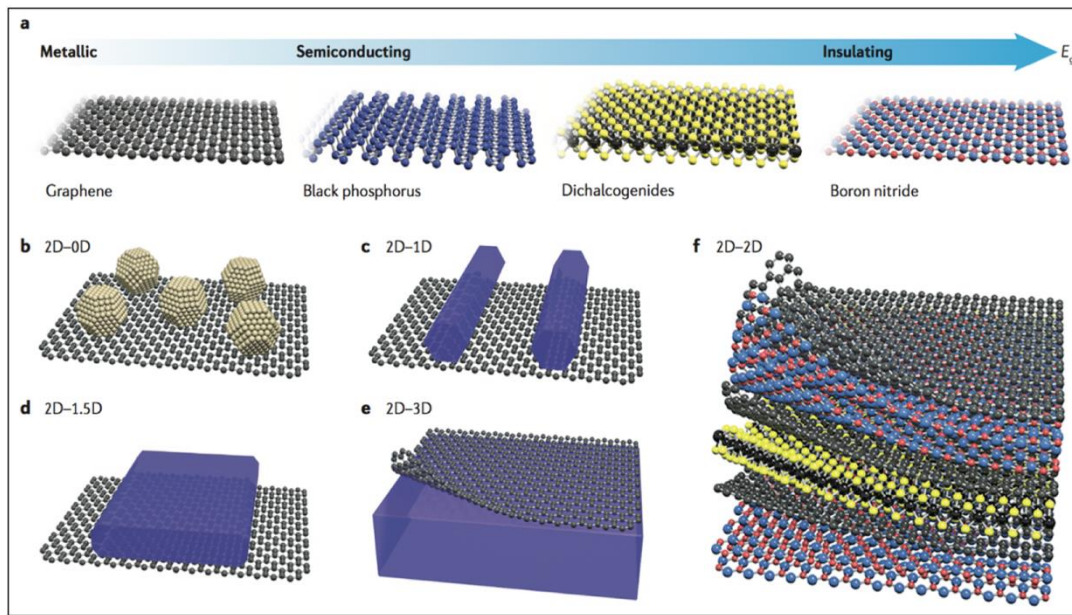 a
Metallic Semiconducting Insulating E
Graphene Black phosphorus Dichalcogenides Boron nitride
b 2D–0D c 2D–1D f 2D–2D
d 2D–1.5D e 2D–3D